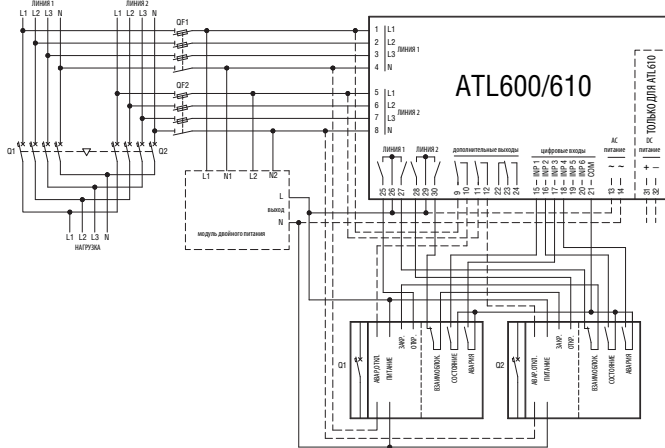 ЛИНИЯ 1
ЛИНИЯ 2
L1 L2 L3 N
L1 L2 L3 N
QF1
QF2
1 L1
2 L2
3 L3
4 N
ЛИНИЯ 1
5 L1
6 L2
7 L3
8 N
ЛИНИЯ 2
ATL600/610
ТОЛЬКО ДЛЯ ATL610
ЛИНИЯ 1
ЛИНИЯ 2
дополнительные выходы
цифровые входы
AC питание
DC питание
~ ~
+ -
25 26 27 28 29 30
9 10 11 12 22 23 24
15 INP 1
16 INP 2
17 INP 3
18 INP 4
19 INP 5
20 INP 6
21 COM
13 14
31 32
Q1
Q2
L1 L2 L3 N
НАГРУЗКА
L1 N1 L2 N2
L
выход
N
модуль двойного питания
Q1
АВАР.ОТКЛ.
ПИТАНИЕ
ЗАКР.
ОТКР.
ВЗАИМОБЛОК.
СОСТОЯНИЕ
АВАРИЯ
Q2
АВАР.ОТКЛ.
ПИТАНИЕ
ЗАКР.
ОТКР.
ВЗАИМОБЛОК.
СОСТОЯНИЕ
АВАРИЯ